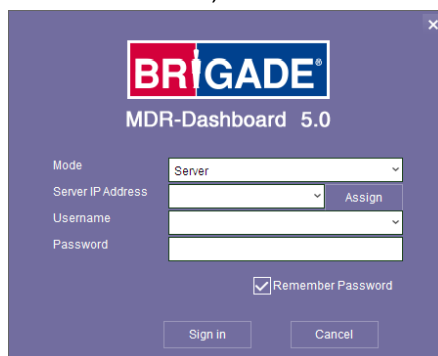 BRIGADE®
MDR-Dashboard 5.0
Mode Server
Server IP Address Assign
Username
Password
Remember Password
Sign in Cancel